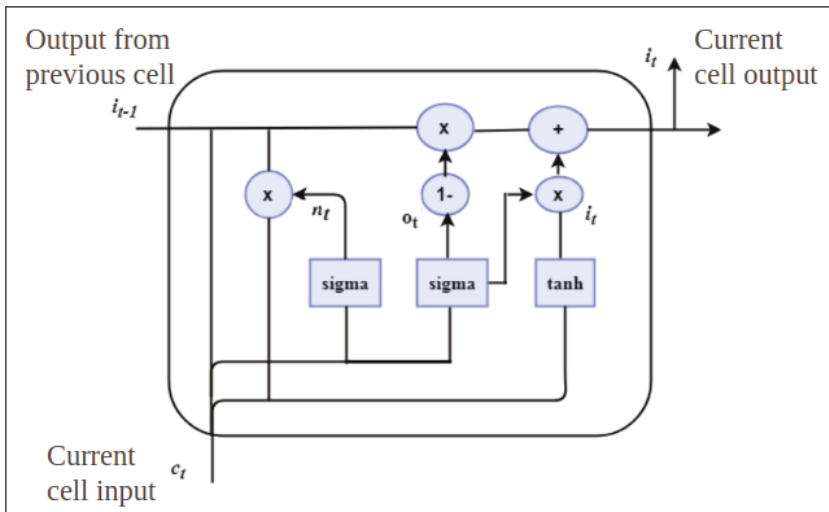 Output from
previous cell
i_t-1
i_t
Current
cell output
x
+
x
n_t
1-
o_t
x
i_t
sigma
sigma
tanh
Current
cell input
c_t